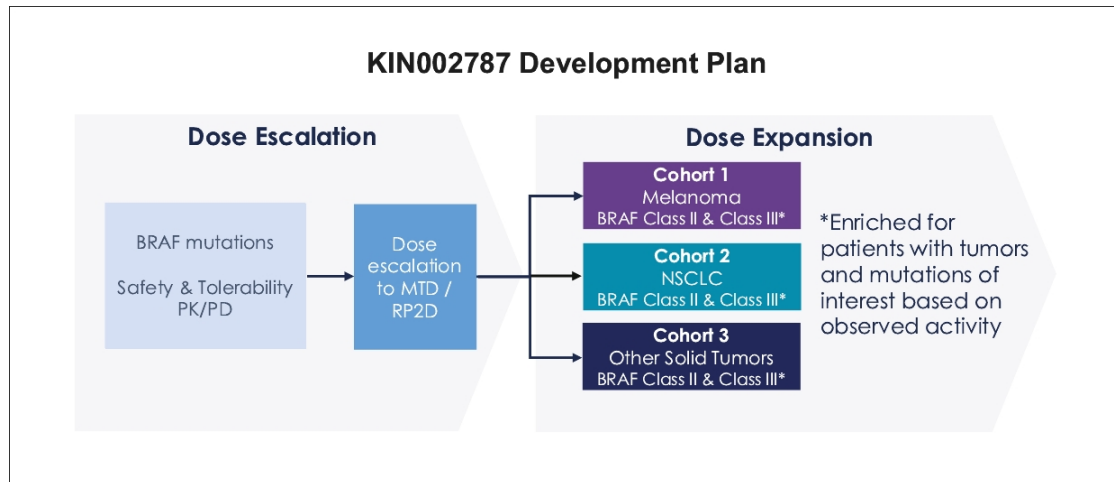 KIN002787 Development Plan
Dose Escalation
BRAF mutations
Safety & Tolerability
PK/PD
Dose
escalation
to MTD /
RP2D
Dose Expansion
Cohort 1
Melanoma
BRAF Class II & Class III*
Cohort 2
NSCLC
BRAF Class II & Class III*
Cohort 3
Other Solid Tumors
BRAF Class II & Class III*
*Enriched for
patients with tumors
and mutations of
interest based on
observed activity